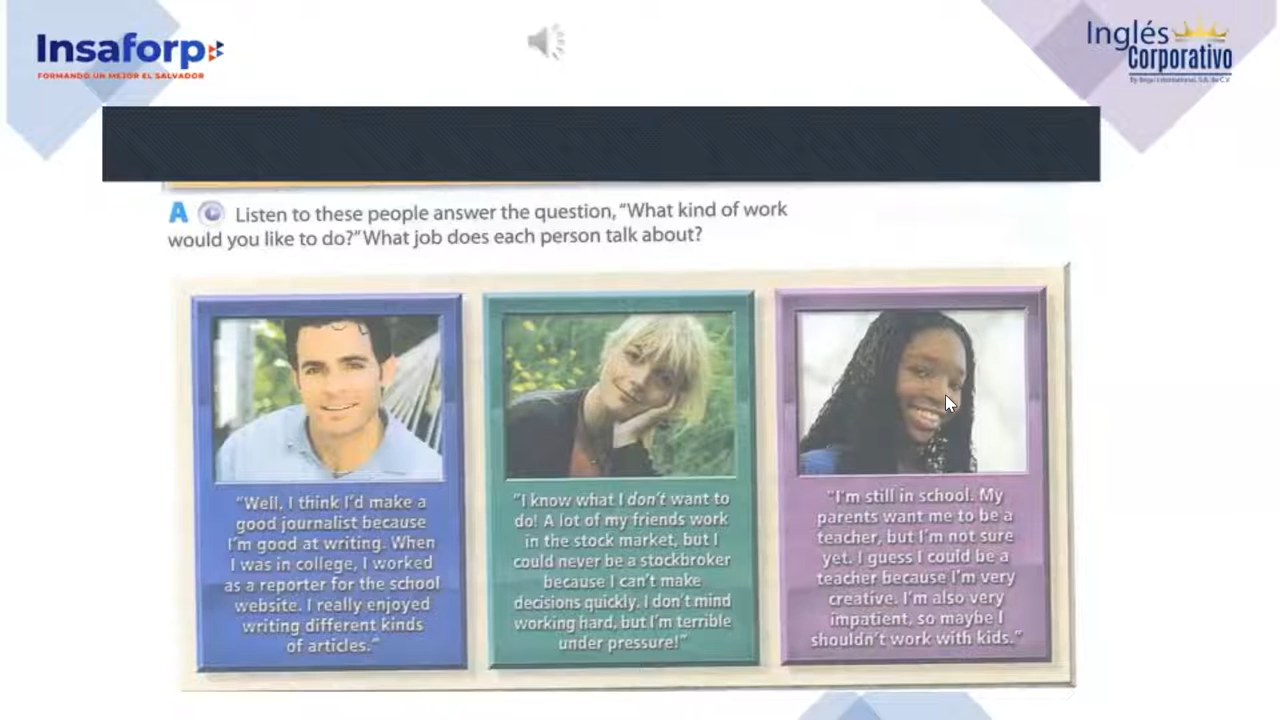 Insaforp
FORMANDO UN MEJOR EL SALVADOR
Inglés
Corporativo
A Listen to these people answer the question, “What kind of work
would you like to do?” What job does each person talk about?
“Well, I think I’d make a
good journalist because
I’m good at writing. When
I was in college, I worked
as a reporter for the school
website. I really enjoyed
writing different kinds
of articles.”
“I know what I don’t want to
do! A lot of my friends work
in the stock market, but I
could never be a stockbroker
because I can’t make
decisions quickly. I don’t mind
working hard, but I’m terrible
under pressure!”
“I’m still in school. My
parents want me to be a
teacher, but I’m not sure
yet. I guess I could be a
teacher because I’m very
creative. I’m also very
impatient, so maybe I
shouldn’t work with kids.”